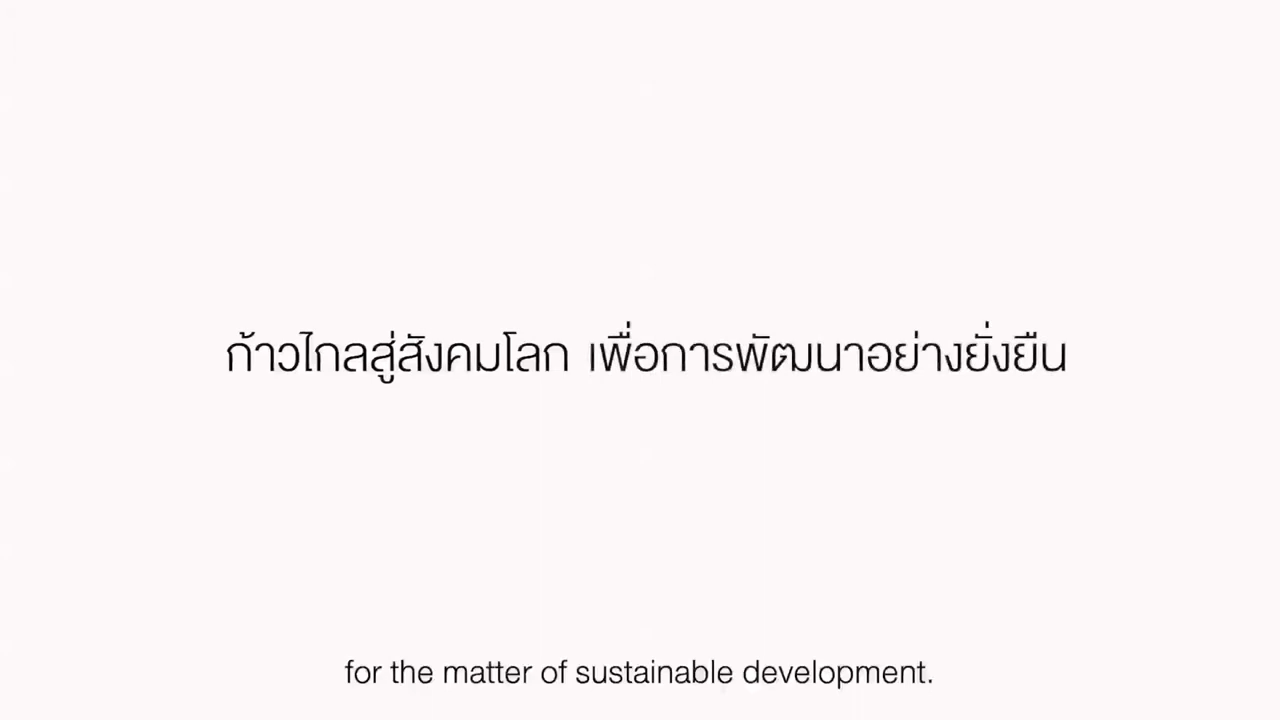 ก้าวไกลสู่สังคมโลก เพื่อการพัฒนาอย่างยั่งยืน
for the matter of sustainable development.